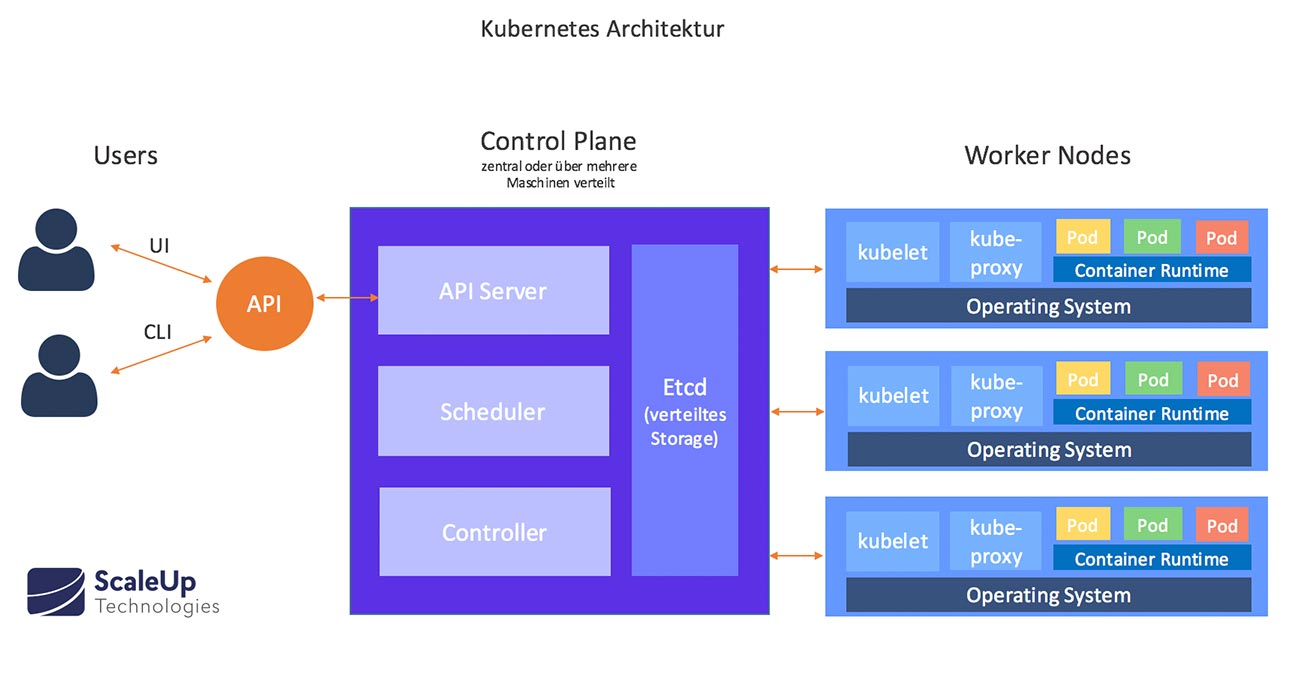 Kubernetes Architektur
Users
UI
CLI
API
Control Plane
zentral oder über mehrere
Maschinen verteilt
API Server
Scheduler
Controller
Etcd
(verteiltes
Storage)
Worker Nodes
kubelet
kube-
proxy
Pod
Pod
Pod
Container Runtime
Operating System
kubelet
kube-
proxy
Pod
Pod
Pod
Container Runtime
Operating System
kubelet
kube-
proxy
Pod
Pod
Pod
Container Runtime
Operating System
ScaleUp
Technologies